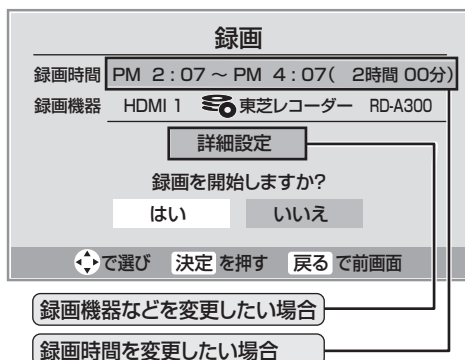 録画
録画時間 PM 2:07～PM 4:07( 2時間 00分)
録画機器 HDMI 1 東芝レコーダー RD-A300
詳細設定
録画を開始しますか?
はい いいえ
で選び 決定 を押す 戻る で前画面
録画機器などを変更したい場合
録画時間を変更したい場合